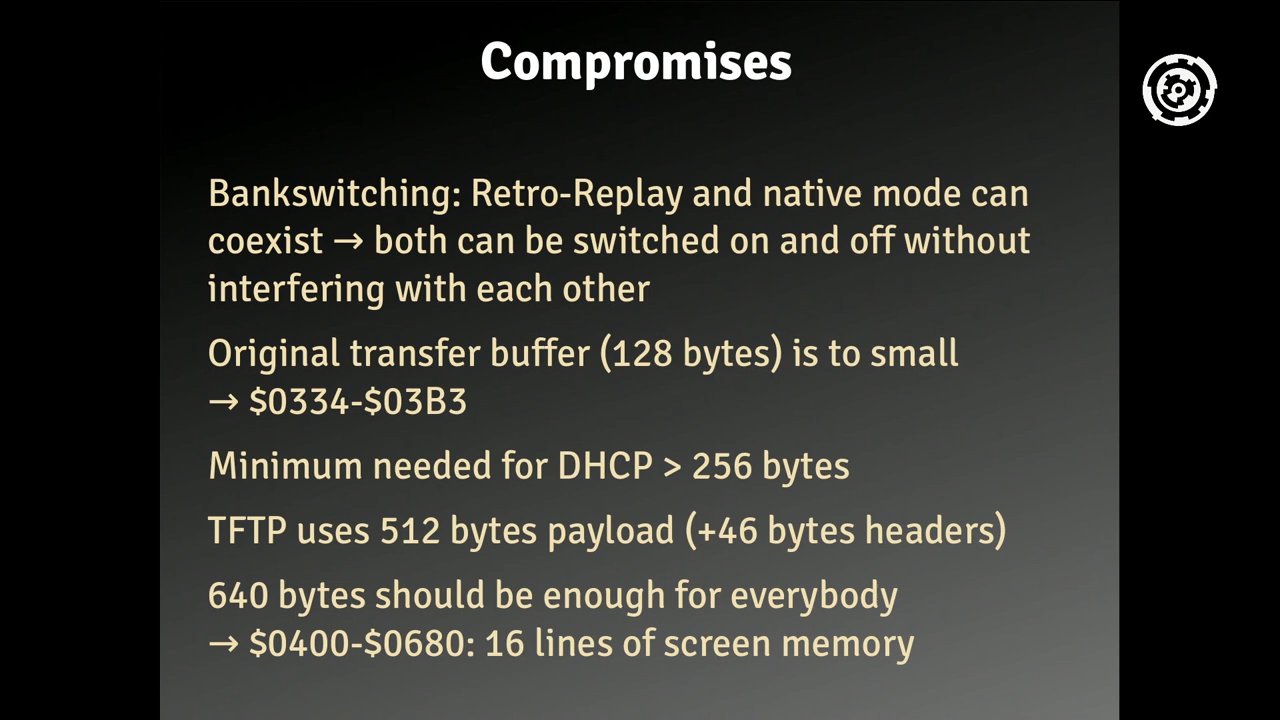 Compromises
Bankswitching: Retro-Replay and native mode can
coexist → both can be switched on and off without
interfering with each other
Original transfer buffer (128 bytes) is to small
→ $0334-$03B3
Minimum needed for DHCP > 256 bytes
TFTP uses 512 bytes payload (+46 bytes headers)
640 bytes should be enough for everybody
→ $0400-$0680: 16 lines of screen memory